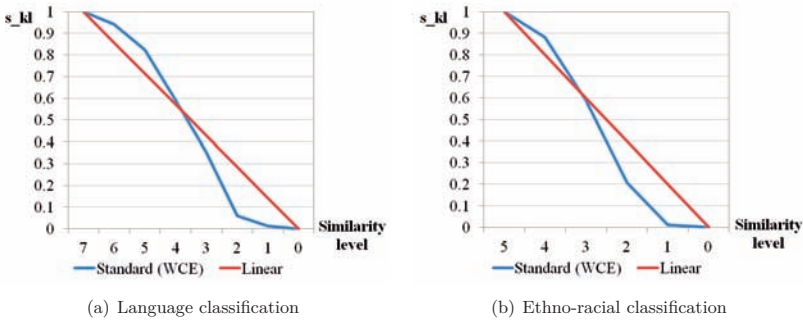 s_kl
1
0.9
0.8
0.7
0.6
0.5
0.4
0.3
0.2
0.1
0
7 6 5 4 3 2 1 0
Similarity
level
Standard (WCE) Linear
(a) Language classification
s_kl
1
0.9
0.8
0.7
0.6
0.5
0.4
0.3
0.2
0.1
0
5 4 3 2 1 0
Similarity
level
Standard (WCE) Linear
(b) Ethno-racial classification